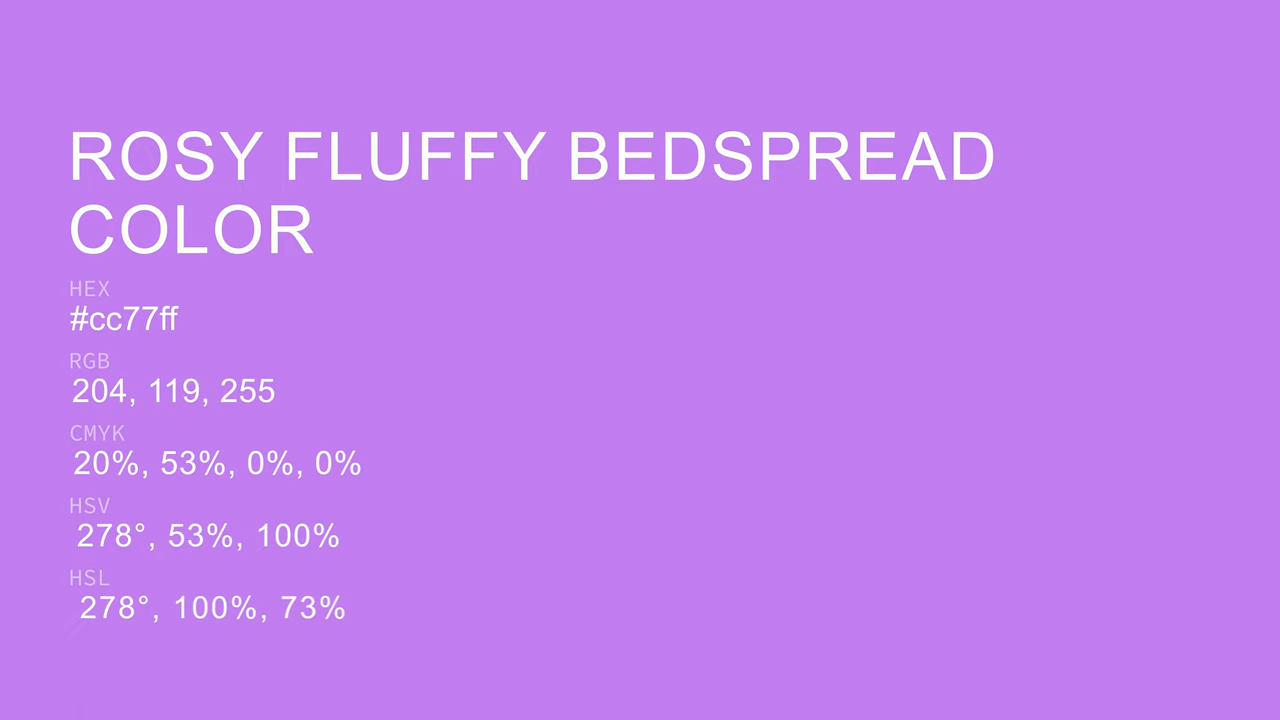 ROSY FLUFFY BEDSPREAD
COLOR
HEX
#cc77ff
RGB
204, 119, 255
CMYK
20%, 53%, 0%, 0%
HSV
278°, 53%, 100%
HSL
278°, 100%, 73%